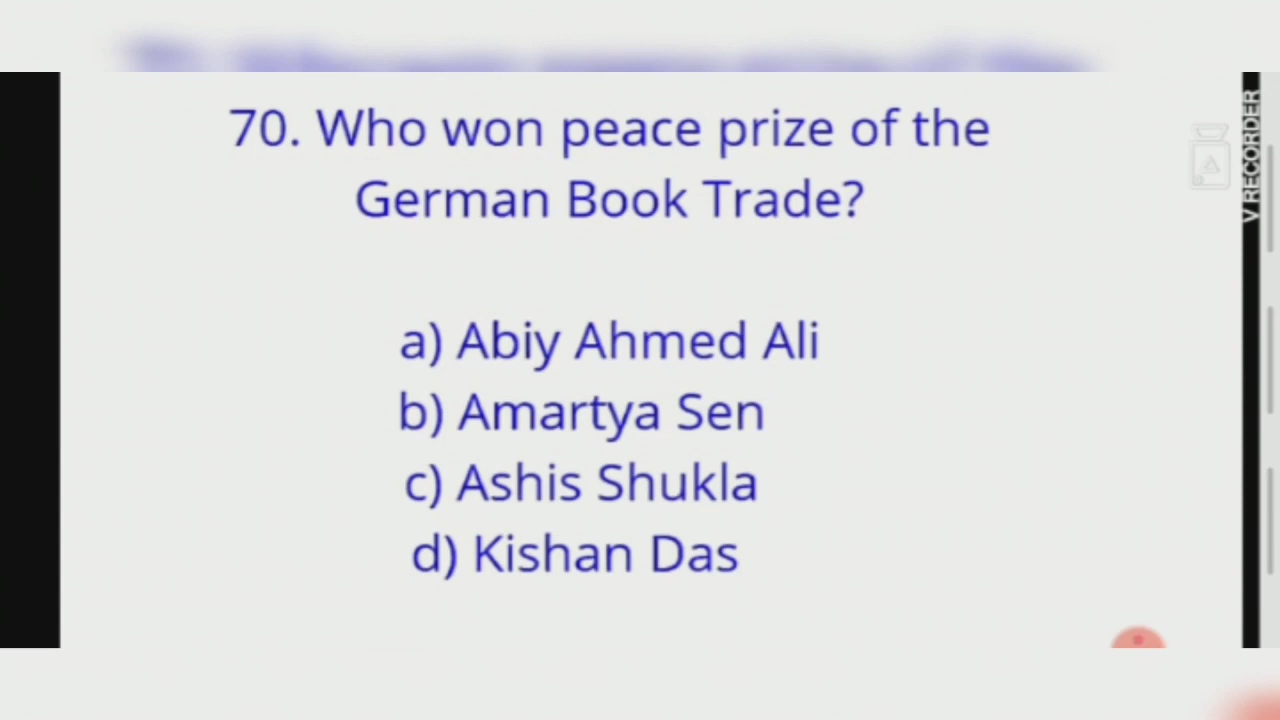 70. Who won peace prize of the
German Book Trade?
a) Abiy Ahmed Ali
b) Amartya Sen
c) Ashis Shukla
d) Kishan Das
V RECORDER